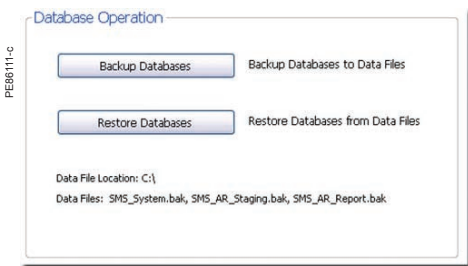 Database Operation
PE86111-c
Backup Databases
Backup Databases to Data Files
Restore Databases
Restore Databases from Data Files
Data File Location: C:\
Data Files: SMS_System.bak, SMS_AR_Staging.bak, SMS_AR_Report.bak